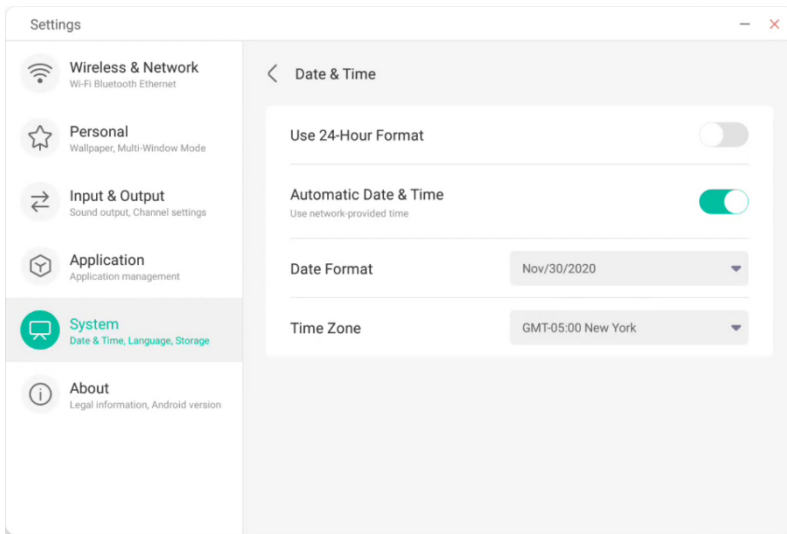 Settings
Wireless & Network
Wi-Fi Bluetooth Ethernet
Personal
Wallpaper, Multi-Window Mode
Input & Output
Sound output, Channel settings
Application
Application management
System
Date & Time, Language, Storage
About
Legal information, Android version
Date & Time
Use 24-Hour Format
Automatic Date & Time
Use network-provided time
Date Format
Nov/30/2020
Time Zone
GMT-05:00 New York